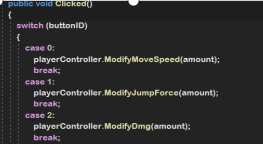 public void Clicked()
{
switch (buttonID)
{
case 0:
playerController.ModifyMoveSpeed(amount);
break;
case 1:
playerController.ModifyJumpForce(amount);
break;
case 2:
playerController.ModifyDmg(amount);
break;